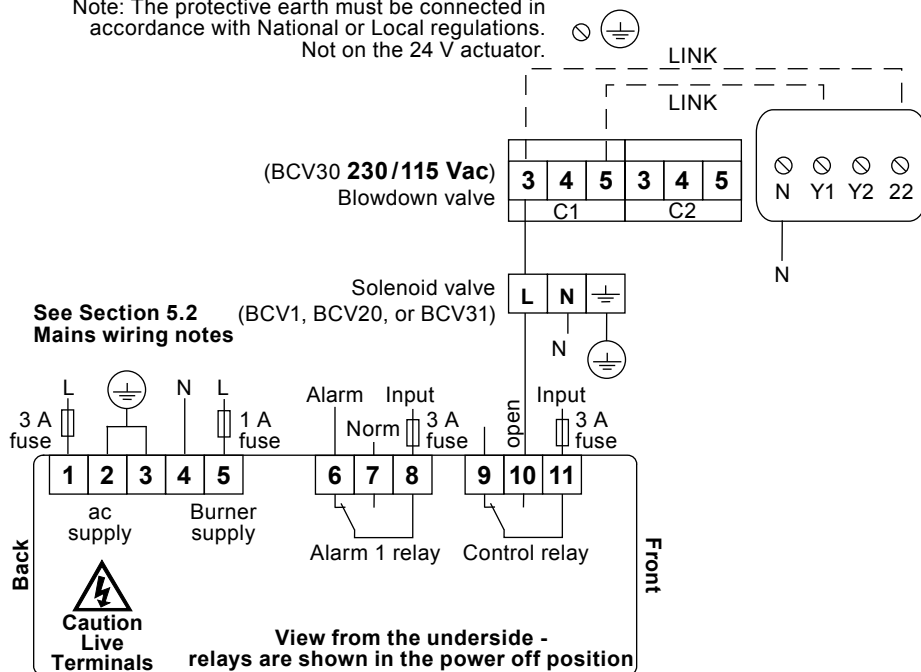 Note: The protective earth must be connected in
accordance with National or Local regulations.
Not on the 24 V actuator.
LINK
LINK
(BCV30 230/115 Vac)
Blowdown valve
3 4 5 3 4 5
C1 C2
N Y1 Y2 22
N
Solenoid valve
(BCV1, BCV20, or BCV31)
L N
N
See Section 5.2
Mains wiring notes
L N L
3 A
fuse
1 A
fuse
Alarm Input
Norm
3 A
fuse
open
Input
3 A
fuse
1 2 3 4 5
6 7 8
9 10 11
ac
supply
Burner
supply
Alarm 1 relay
Control relay
Back
Front
Caution
Live
Terminals
View from the underside -
relays are shown in the power off position